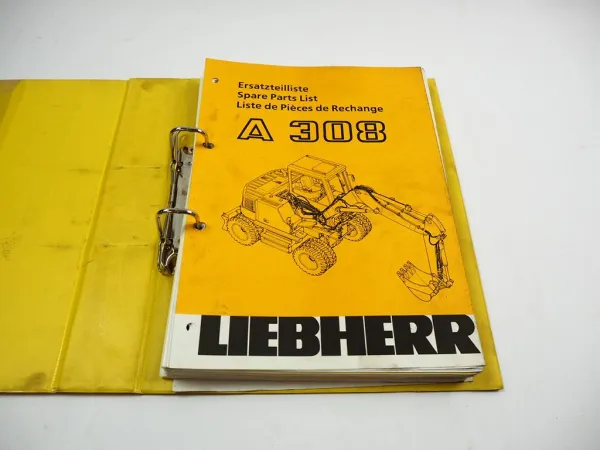 Ersatzteilliste
Spare Parts List
Liste de Pièces de Rechange
A 308
LIEBHERR